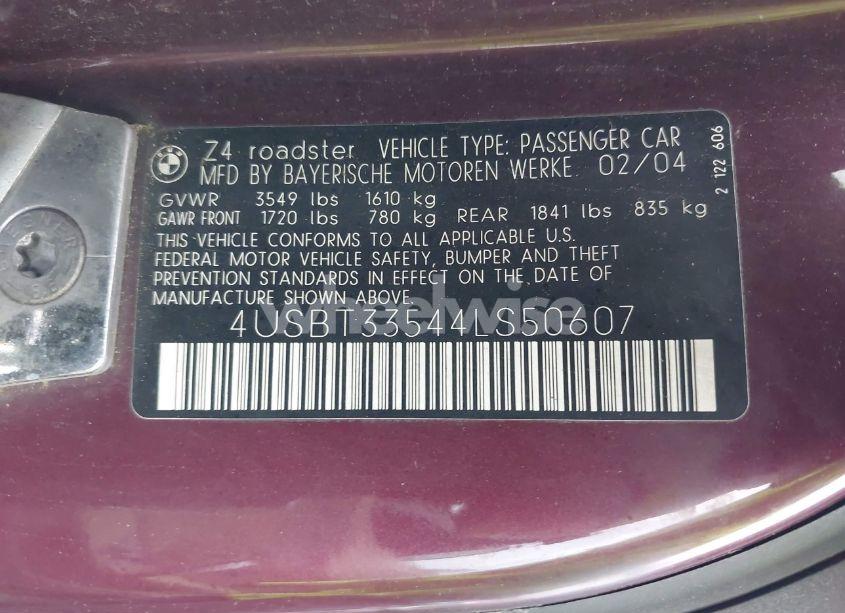 Z4 roadster VEHICLE TYPE: PASSENGER CAR
MFD BY BAYERISCHE MOTOREN WERKE 02/04
GVWR 3549 lbs 1610 kg
GAWR FRONT 1720 lbs 780 kg REAR 1841 lbs 835 kg
THIS VEHICLE CONFORMS TO ALL APPLICABLE U.S.
FEDERAL MOTOR VEHICLE SAFETY, BUMPER AND THEFT
PREVENTION STANDARDS IN EFFECT ON THE DATE OF
MANUFACTURE SHOWN ABOVE.
4USBT33544LS50607
2 122 606
wheelwise